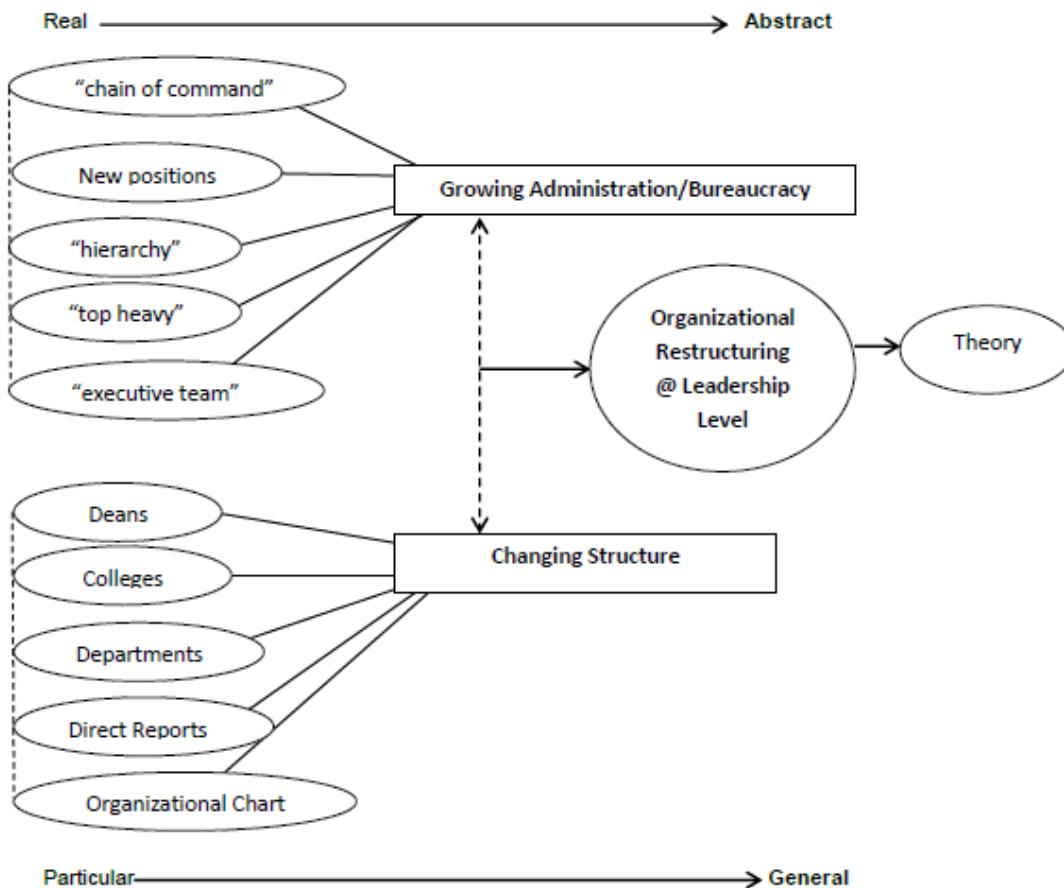 Real
Abstract
“chain of command”
New positions
Growing Administration/Bureaucracy
“hierarchy”
“top heavy”
“executive team”
Organizational
Restructuring
@ Leadership
Level
Theory
Deans
Colleges
Changing Structure
Departments
Direct Reports
Organizational Chart
Particular
General